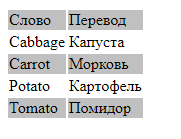 Слово Перевод
Cabbage Капуста
Carrot Морковь
Potato Картофель
Tomato Помидор